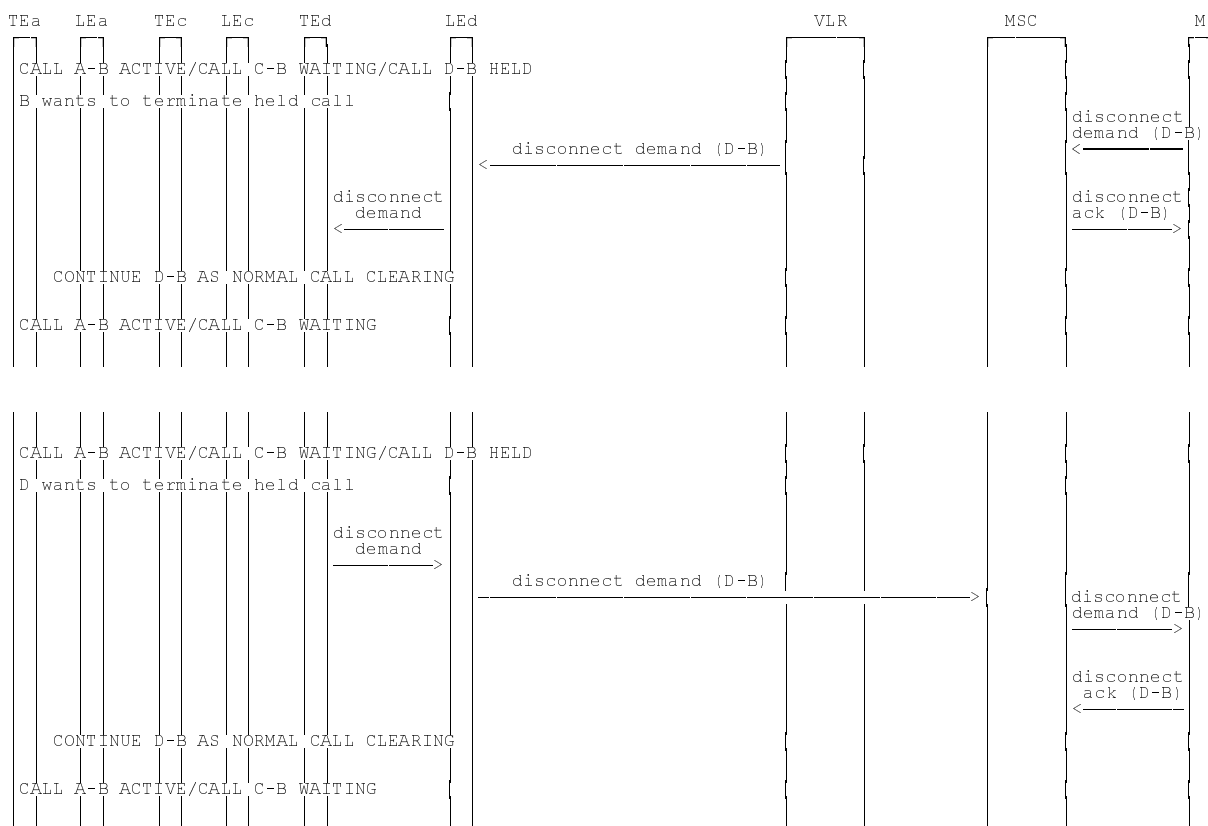 TEa LEa TEc LEc TEd LEd VLR MSC M
CALL A-B ACTIVE/CALL C-B WAITING/CALL D-B HELD
B wants to terminate held call
disconnect
demand (D-B)
disconnect demand (D-B)
disconnect
demand
disconnect
ack (D-B)
CONTINUE D-B AS NORMAL CALL CLEARING
CALL A-B ACTIVE/CALL C-B WAITING
CALL A-B ACTIVE/CALL C-B WAITING/CALL D-B HELD
D wants to terminate held call
disconnect
demand
disconnect demand (D-B)
disconnect
demand (D-B)
disconnect
ack (D-B)
CONTINUE D-B AS NORMAL CALL CLEARING
CALL A-B ACTIVE/CALL C-B WAITING